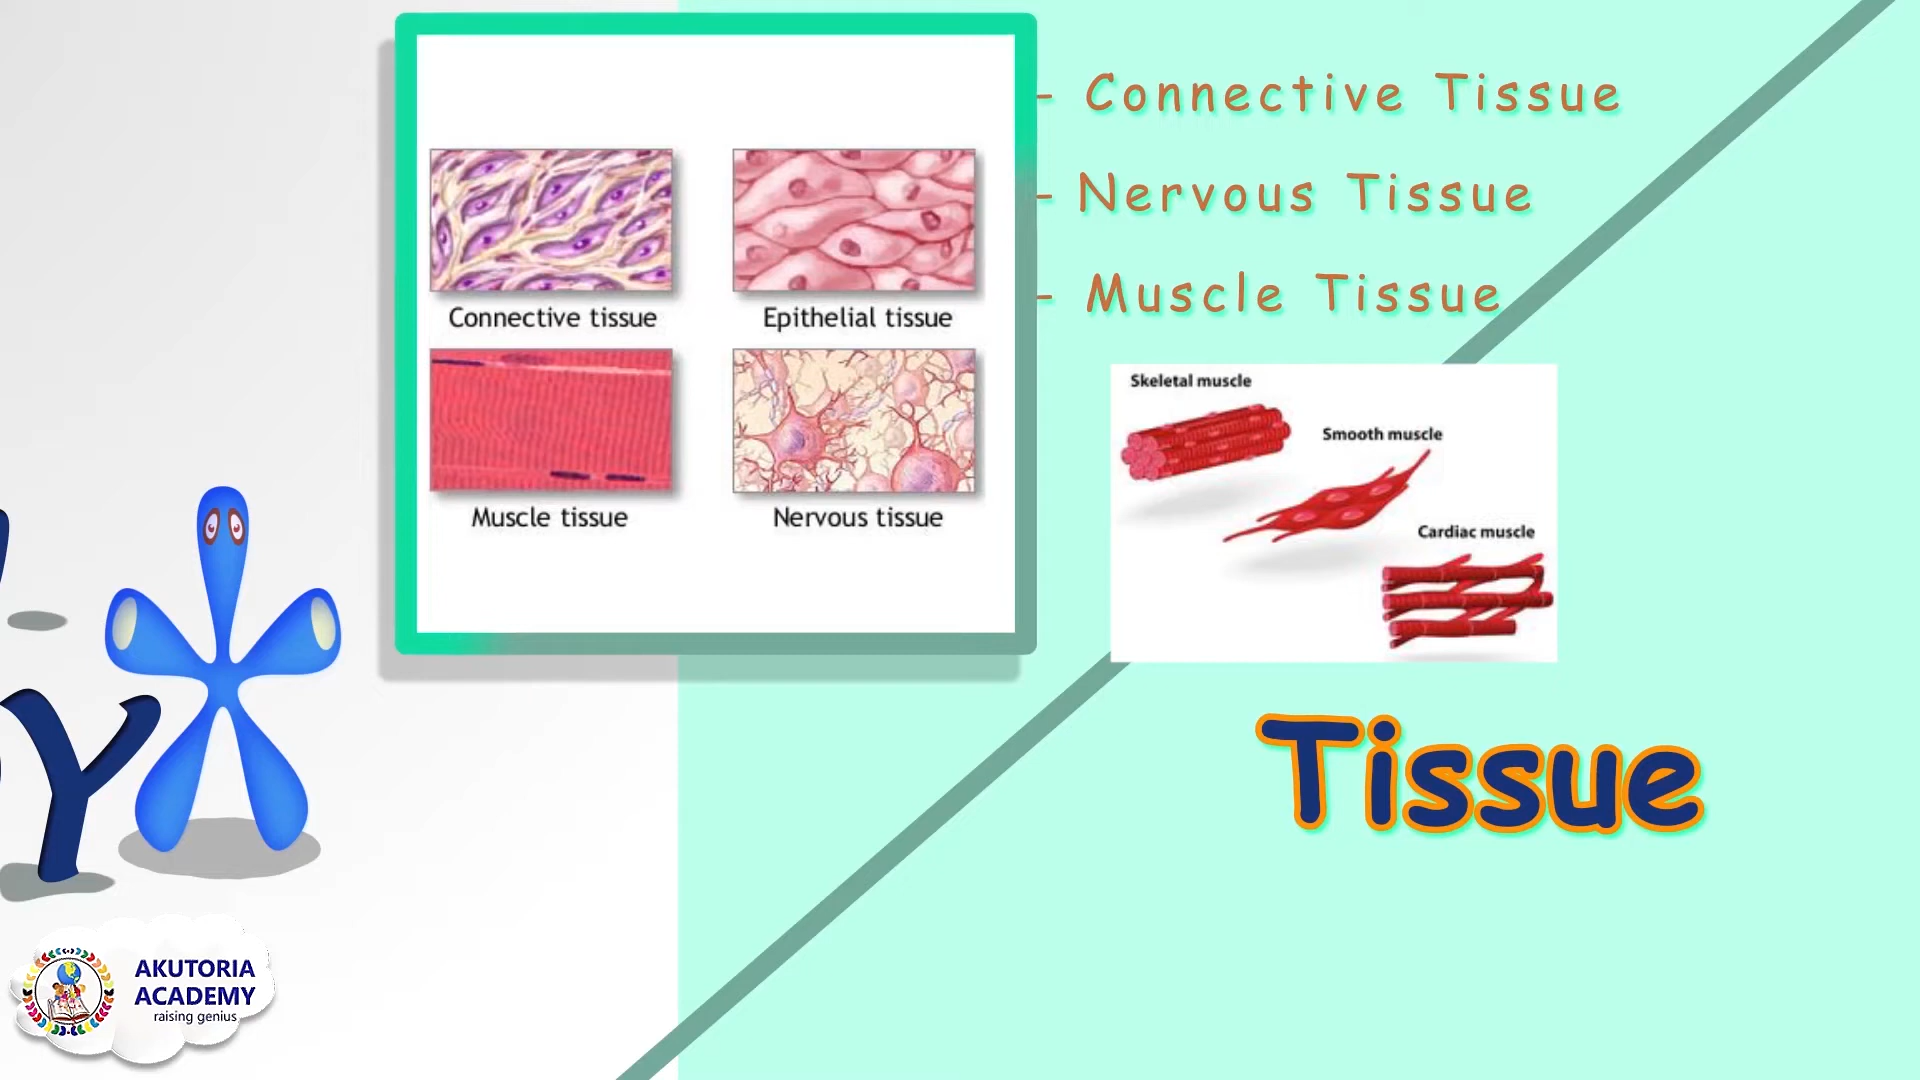 - Connective Tissue
- Nervous Tissue
- Muscle Tissue
Connective tissue
Epithelial tissue
Muscle tissue
Nervous tissue
Skeletal muscle
Smooth muscle
Cardiac muscle
Tissue
Y
AKUTORIA
ACADEMY
raising genius